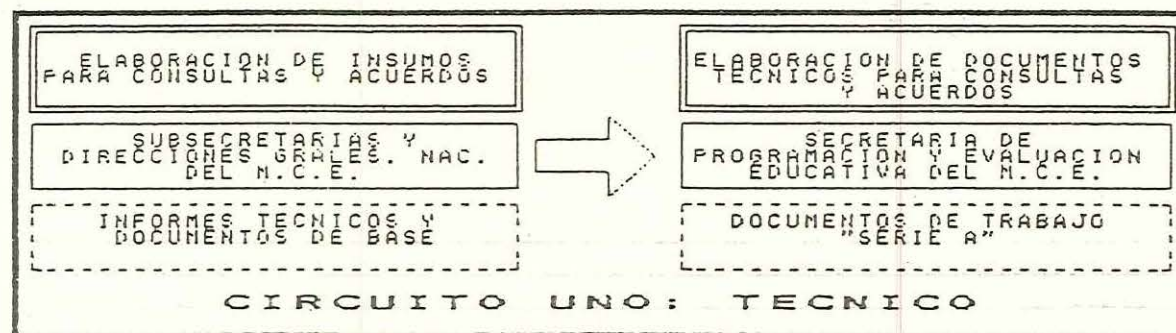 ELABORACION DE INSUMOS
PARA CONSULTAS Y ACUERDOS
SUBSECRETARIAS Y
DIRECCIONES GRALES. NAC.
DEL M.C.E.
INFORMES TECNICOS Y
DOCUMENTOS DE BASE
ELABORACION DE DOCUMENTOS
TECNICOS PARA CONSULTAS
Y ACUERDOS
SECRETARIA DE
PROGRAMACION Y EVALUACION
EDUCATIVA DEL M.C.E.
DOCUMENTOS DE TRABAJO
"SERIE A"
CIRCUITO UNO: TECNICO